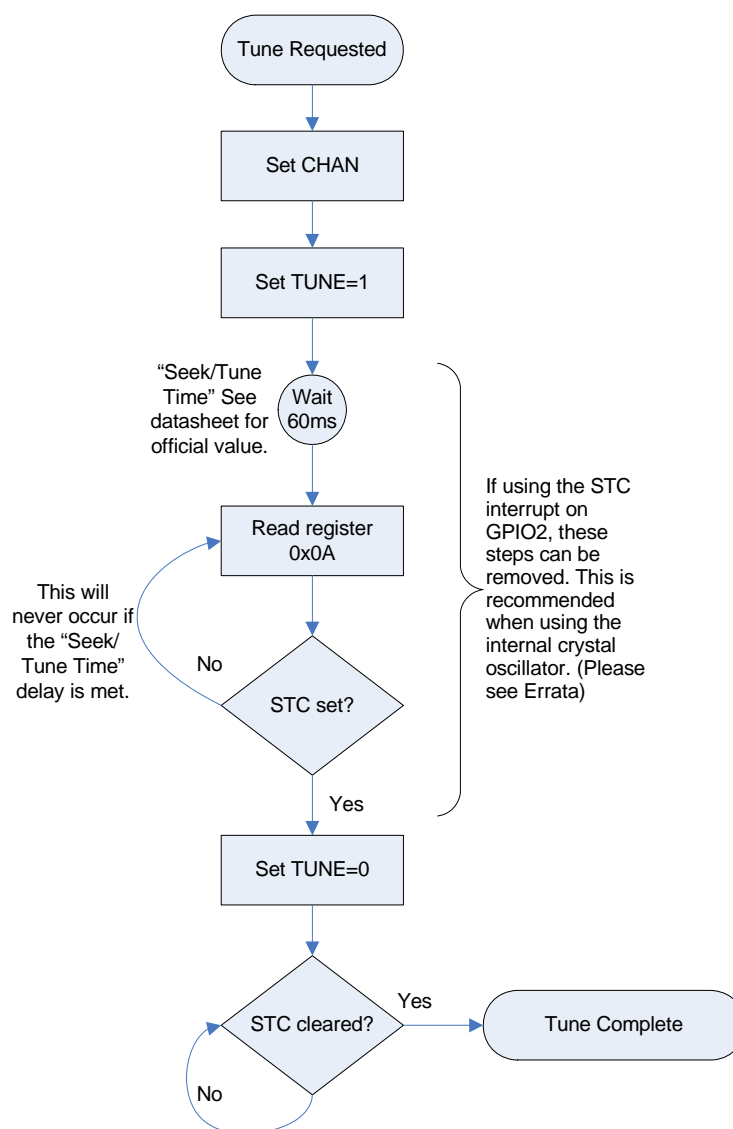 Tune Requested
Set CHAN
Set TUNE=1
“Seek/Tune
Time” See
datasheet for
official value.
Wait
60ms
If using the STC
interrupt on
GPIO2, these
steps can be
removed. This is
recommended
when using the
internal crystal
oscillator. (Please
see Errata)
Read register
0x0A
This will
never occur if
the “Seek/
Tune Time”
delay is met.
No
STC set?
Yes
Set TUNE=0
STC cleared?
Yes
Tune Complete
No